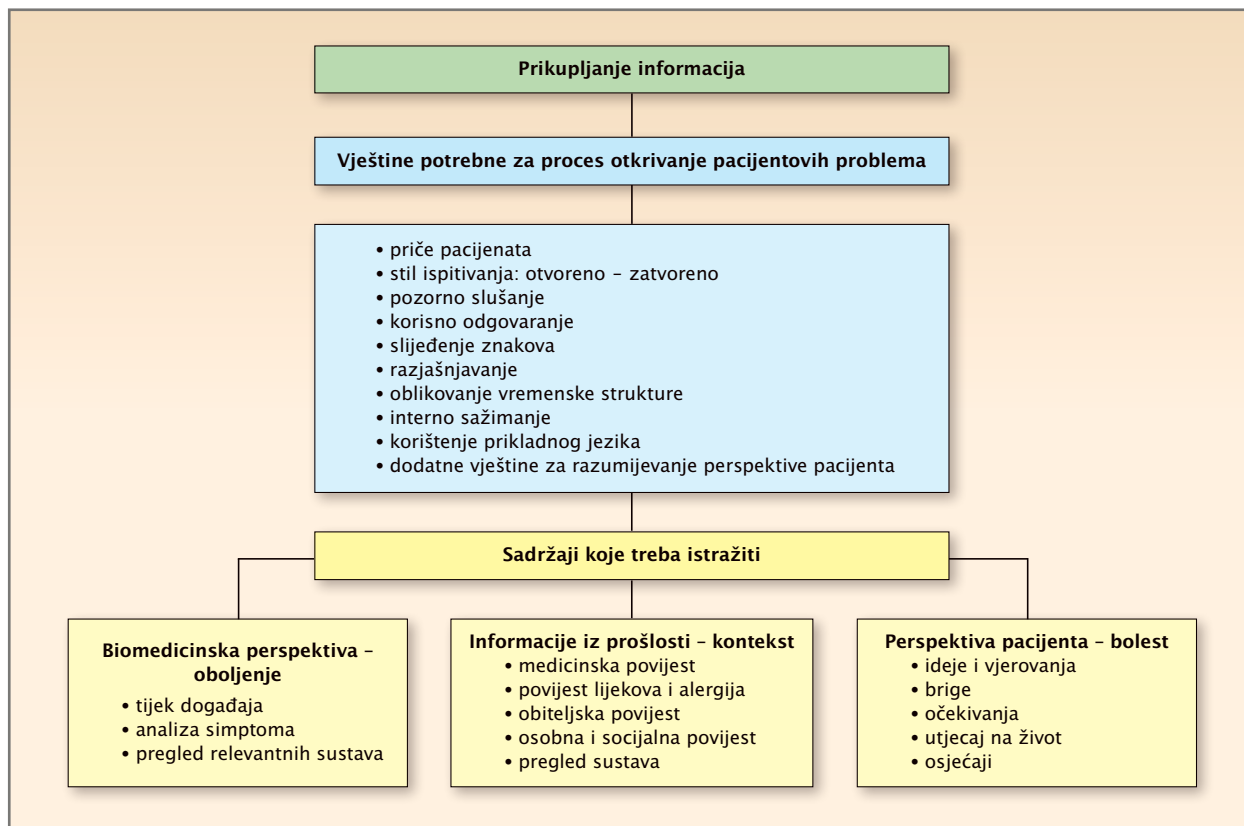 Prikupljanje informacija
Vještine potrebne za proces otkrivanje pacijentovih problema
• priče pacijenata
• stil ispitivanja: otvoreno – zatvoreno
• pozorno slušanje
• korisno odgovaranje
• slijeđenje znakova
• razjašnjavanje
• oblikovanje vremenske strukture
• interno sažimanje
• korištenje prikladnog jezika
• dodatne vještine za razumijevanje perspektive pacijenta
Sadržaji koje treba istražiti
Biomedicinska perspektiva –
oboljenje
• tijek događaja
• analiza simptoma
• pregled relevantnih sustava
Informacije iz prošlosti – kontekst
• medicinska povijest
• povijest lijekova i alergija
• obiteljska povijest
• osobna i socijalna povijest
• pregled sustava
Perspektiva pacijenta – bolest
• ideje i vjerovanja
• brige
• očekivanja
• utjecaj na život
• osjećaji